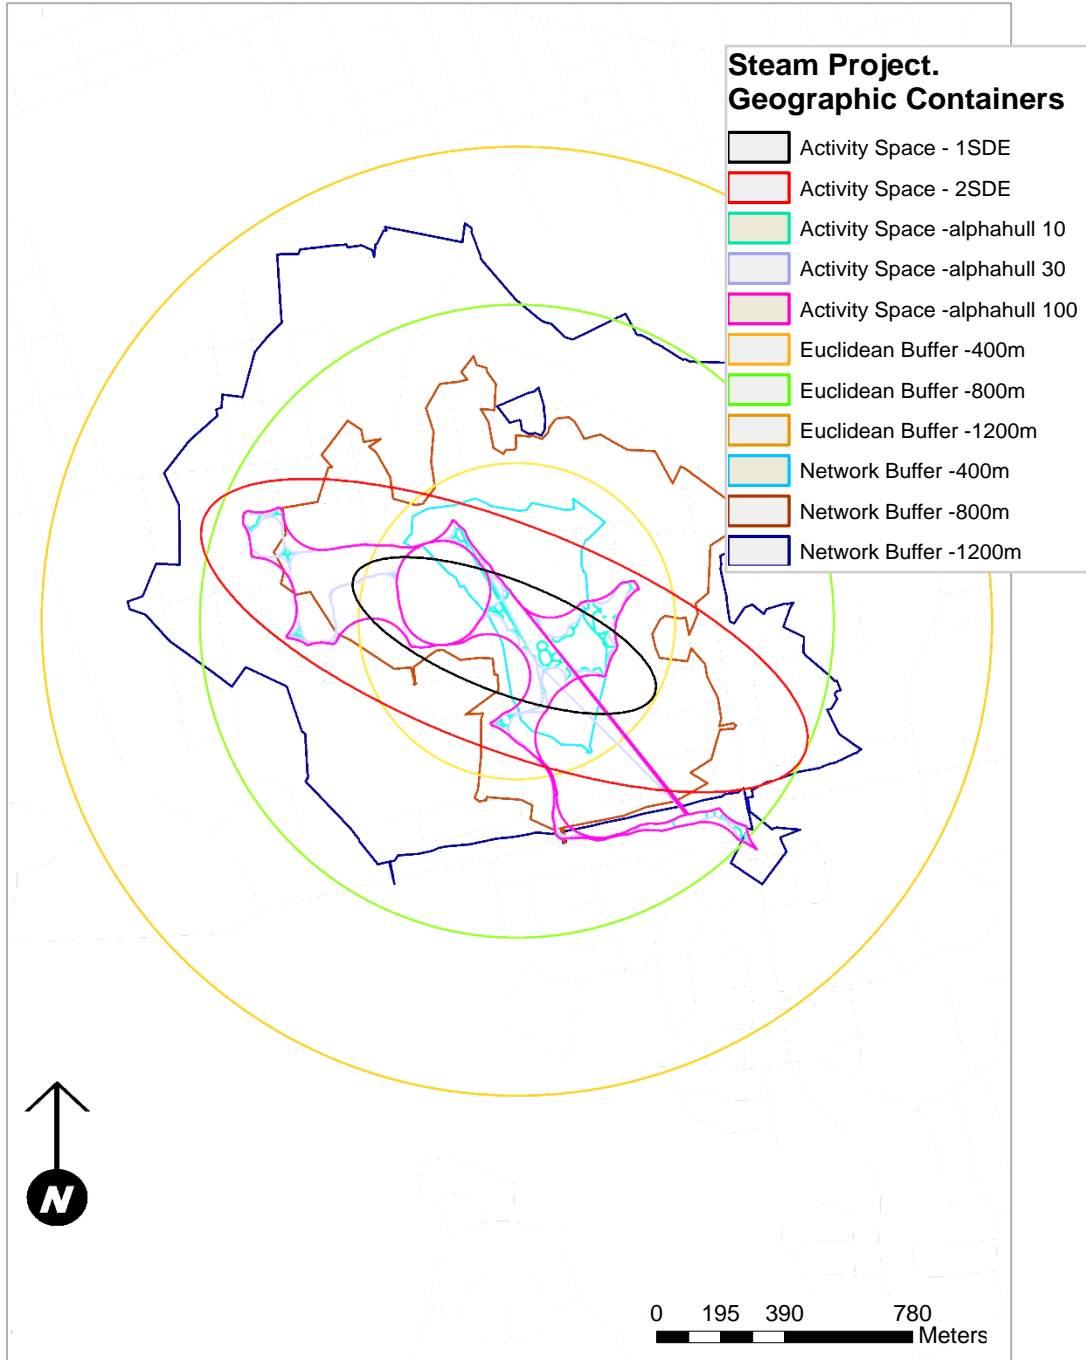 Steam Project.
Geographic Containers
Activity Space - 1SDE
Activity Space - 2SDE
Activity Space -alphahull 10
Activity Space -alphahull 30
Activity Space -alphahull 100
Euclidean Buffer -400m
Euclidean Buffer -800m
Euclidean Buffer -1200m
Network Buffer -400m
Network Buffer -800m
Network Buffer -1200m
N
0 195 390 780
Meters